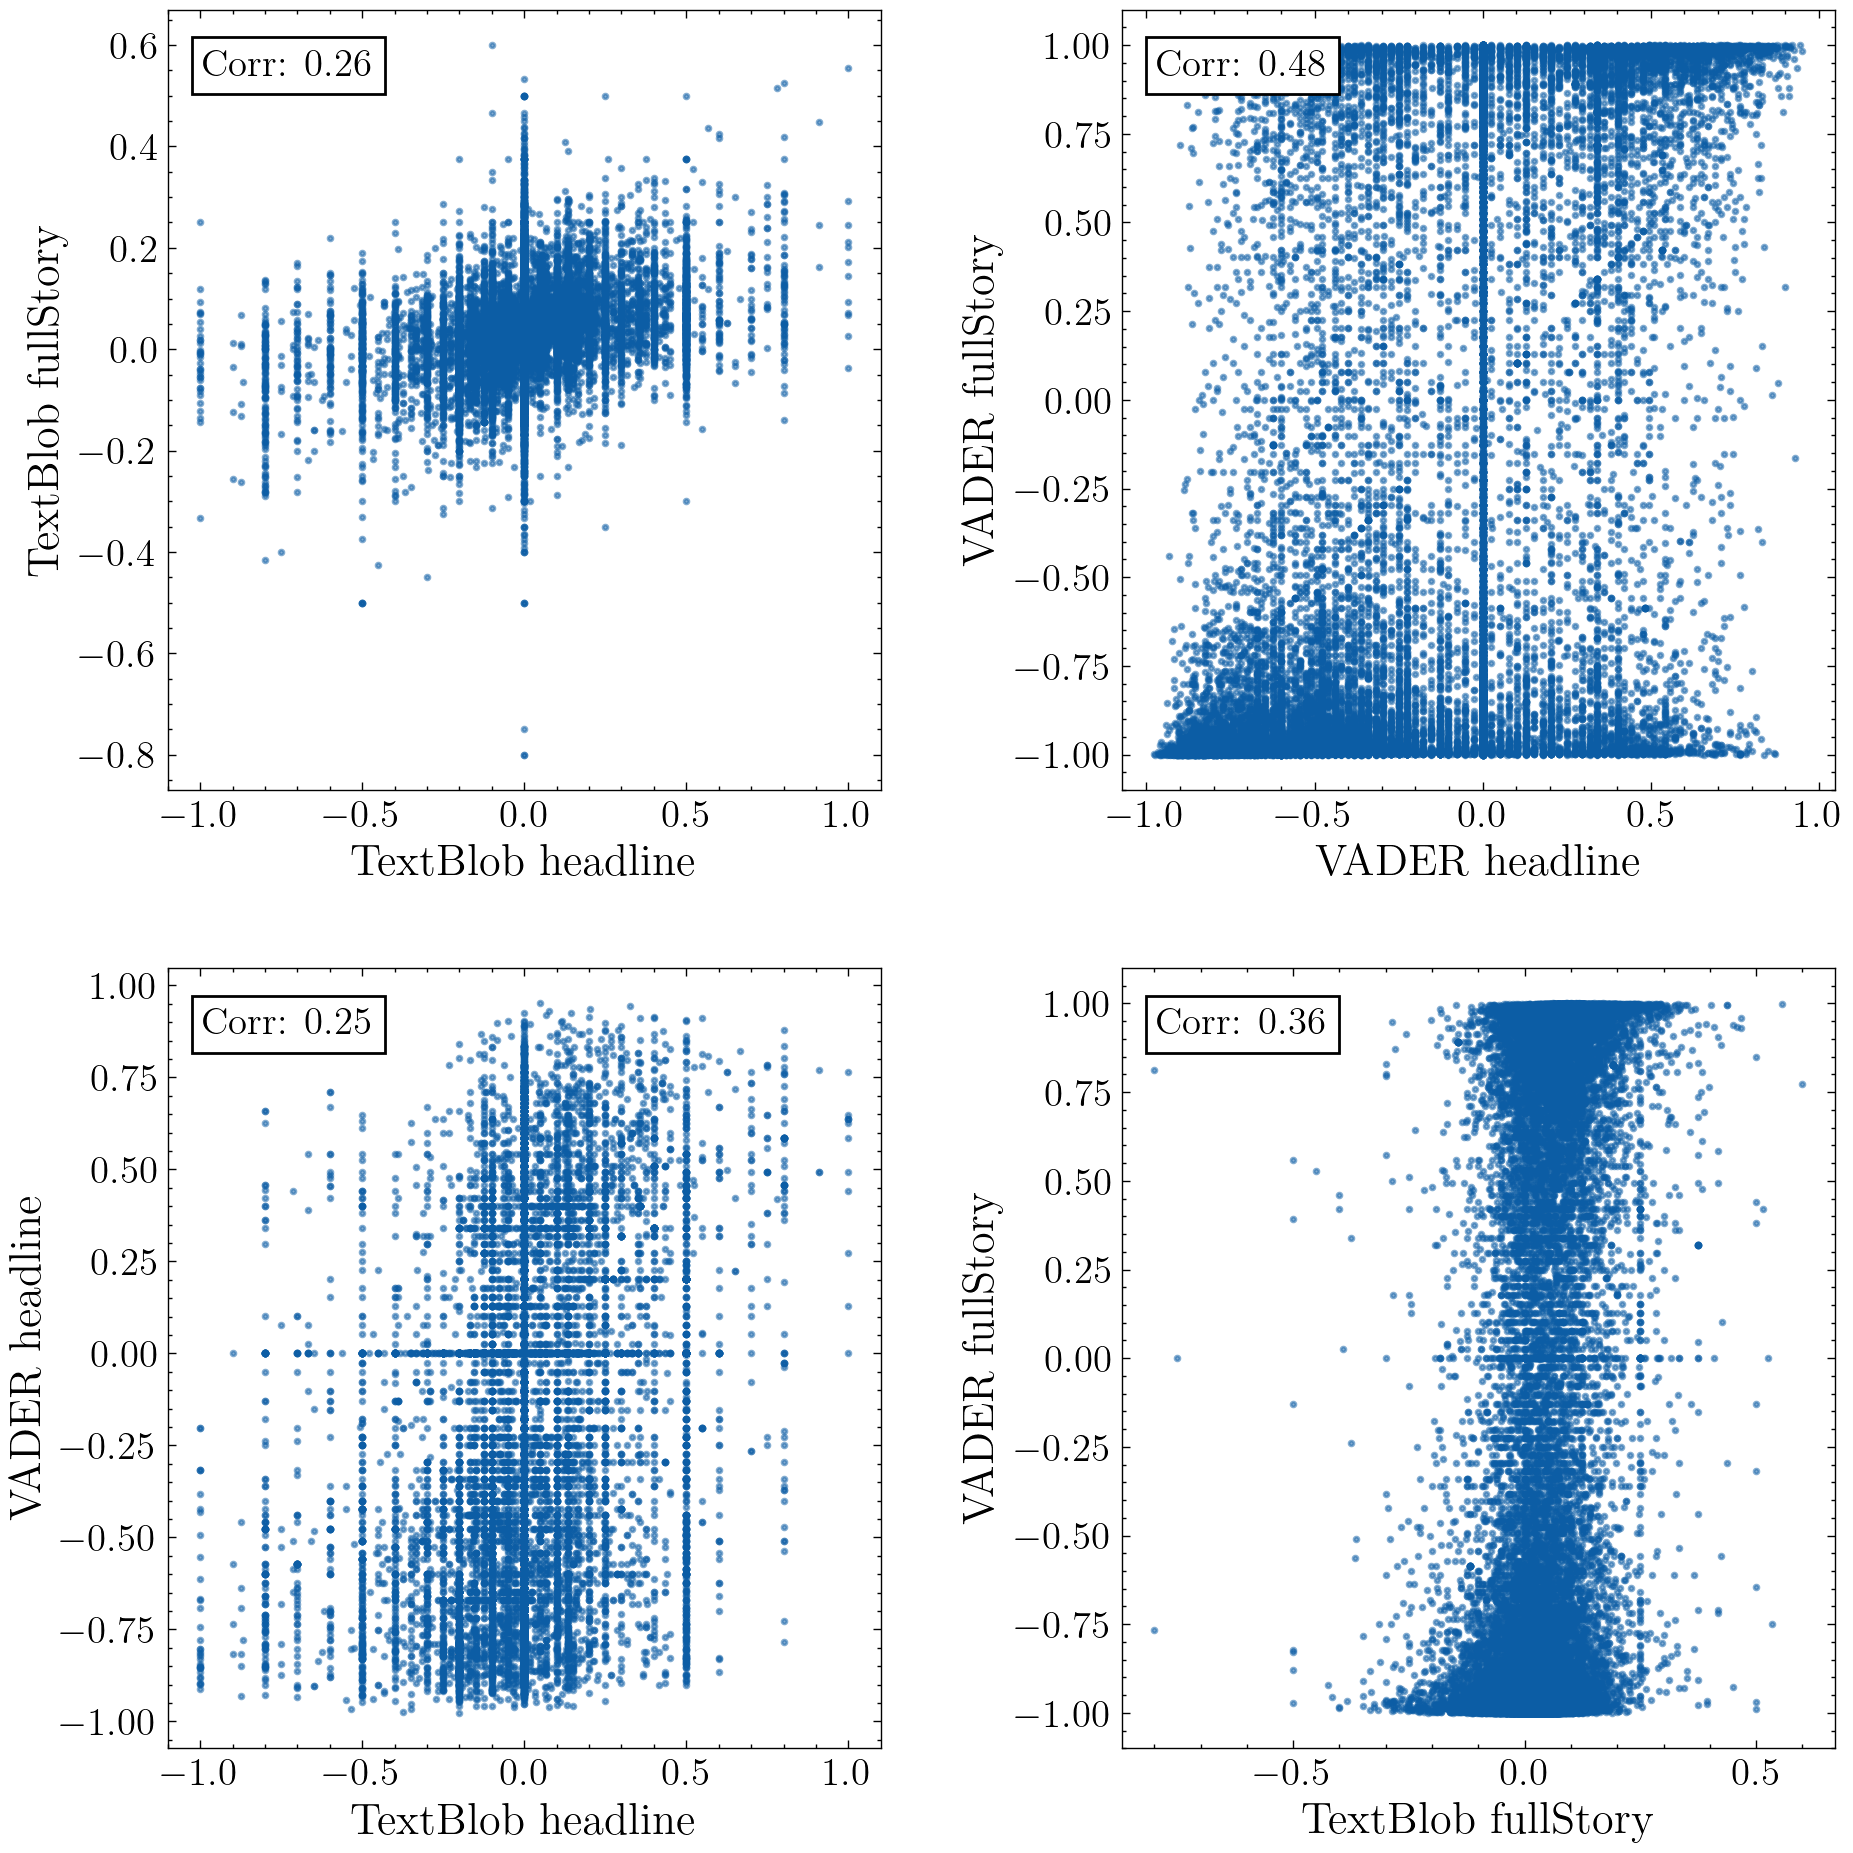 Corr: 0.26
0.6
0.4
0.2
0.0
−0.2
−0.4
−0.6
−0.8
TextBlob fullStory
−1.0 −0.5 0.0 0.5 1.0
TextBlob headline
Corr: 0.48
1.00
0.75
0.50
0.25
0.00
−0.25
−0.50
−0.75
−1.00
VADER fullStory
−1.0 −0.5 0.0 0.5 1.0
VADER headline
Corr: 0.25
1.00
0.75
0.50
0.25
0.00
−0.25
−0.50
−0.75
−1.00
VADER headline
−1.0 −0.5 0.0 0.5 1.0
TextBlob headline
Corr: 0.36
1.00
0.75
0.50
0.25
0.00
−0.25
−0.50
−0.75
−1.00
VADER fullStory
−0.5 0.0 0.5
TextBlob fullStory